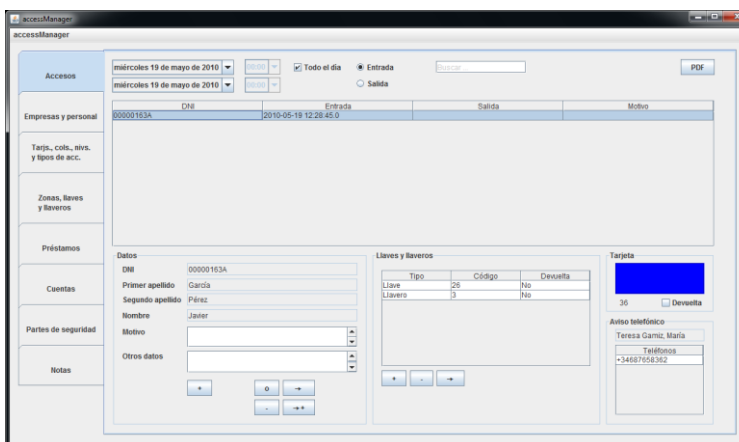 accessManager
accessManager
Accesos
Empresas y personal
Tarjs., cols., nivs.
y tipos de acc.
Zonas, llaves
y llaveros
Préstamos
Cuentas
Partes de seguridad
Notas
miércoles 19 de mayo de 2010 00:00 Todo el día Entrada Buscar... PDF
miércoles 19 de mayo de 2010 00:00 Salida
DNI Entrada Salida Motivo
00000163A 2010-05-19 12:28:45.0
Datos
DNI 00000163A
Primer apellido García
Segundo apellido Pérez
Nombre Javier
Motivo
Otros datos
+ o →
- →+
Llaves y llaveros
Tipo Código Devuelta
Llave 26 No
Llavero 3 No
+ - →
Tarjeta
36 Devuelta
Aviso telefónico
Teresa Gamiz, María
Teléfonos
+34687658362